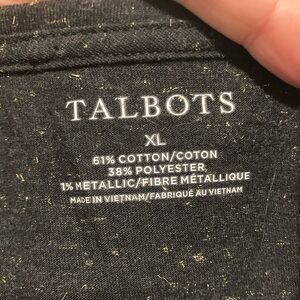 TALBOTS
XL
61% COTTON/COTON
38% POLYESTER
1% METALLIC/FIBRE MÉTALLIQUE
MADE IN VIETNAM/FABRIQUÉ AU VIETNAM